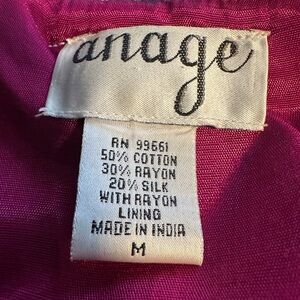 anage
RN 99661
50% COTTON
30% RAYON
20% SILK
WITH RAYON
LINING
MADE IN INDIA
M